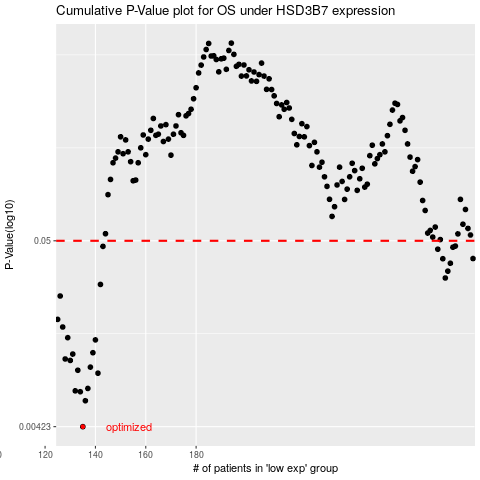 Cumulative P-Value plot for OS under HSD3B7 expression
P-Value(log10)
0.05
0.00423
optimized
0 120 140 160 180
# of patients in 'low exp' group